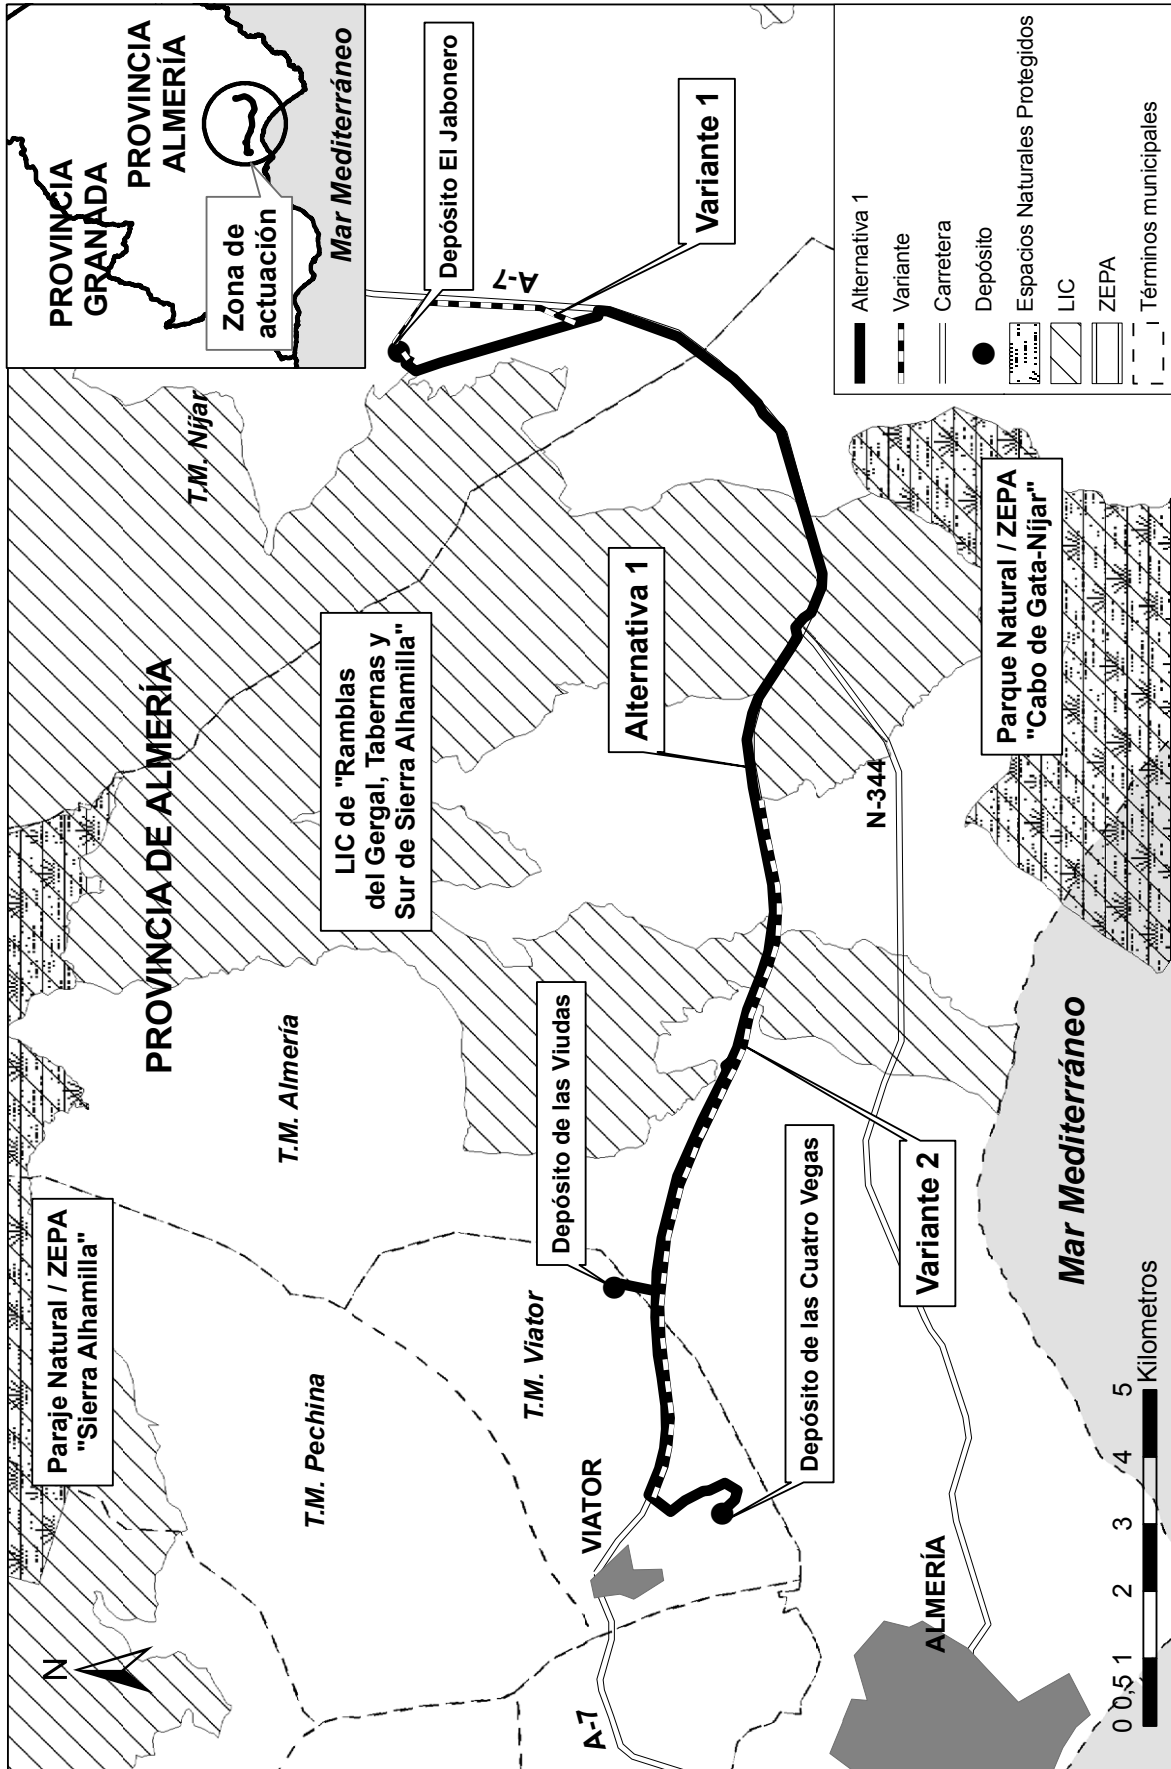 N
Paraje Natural / ZEPA
"Sierra Alhamilla"
PROVINCIA DE ALMERÍA
T.M. Níjar
PROVINCIA
GRANADA
PROVINCIA
ALMERÍA
Zona de
actuación
Mar Mediterráneo
T.M. Pechina
T.M. Almería
LIC de "Ramblas
del Gergal, Tabernas y
Sur de Sierra Alhamilla"
Depósito El Jabonero
A-7
T.M. Viator
Depósito de las Viudas
Alternativa 1
Variante 1
VIATOR
A-7
Depósito de las Cuatro Vegas
N-344
Variante 2
ALMERÍA
Parque Natural / ZEPA
"Cabo de Gata-Níjar"
Mar Mediterráneo
0 0,5 1 2 3 4 5
Kilometros
Alternativa 1
Variante
Carretera
Depósito
Espacios Naturales Protegidos
LIC
ZEPA
Términos municipales